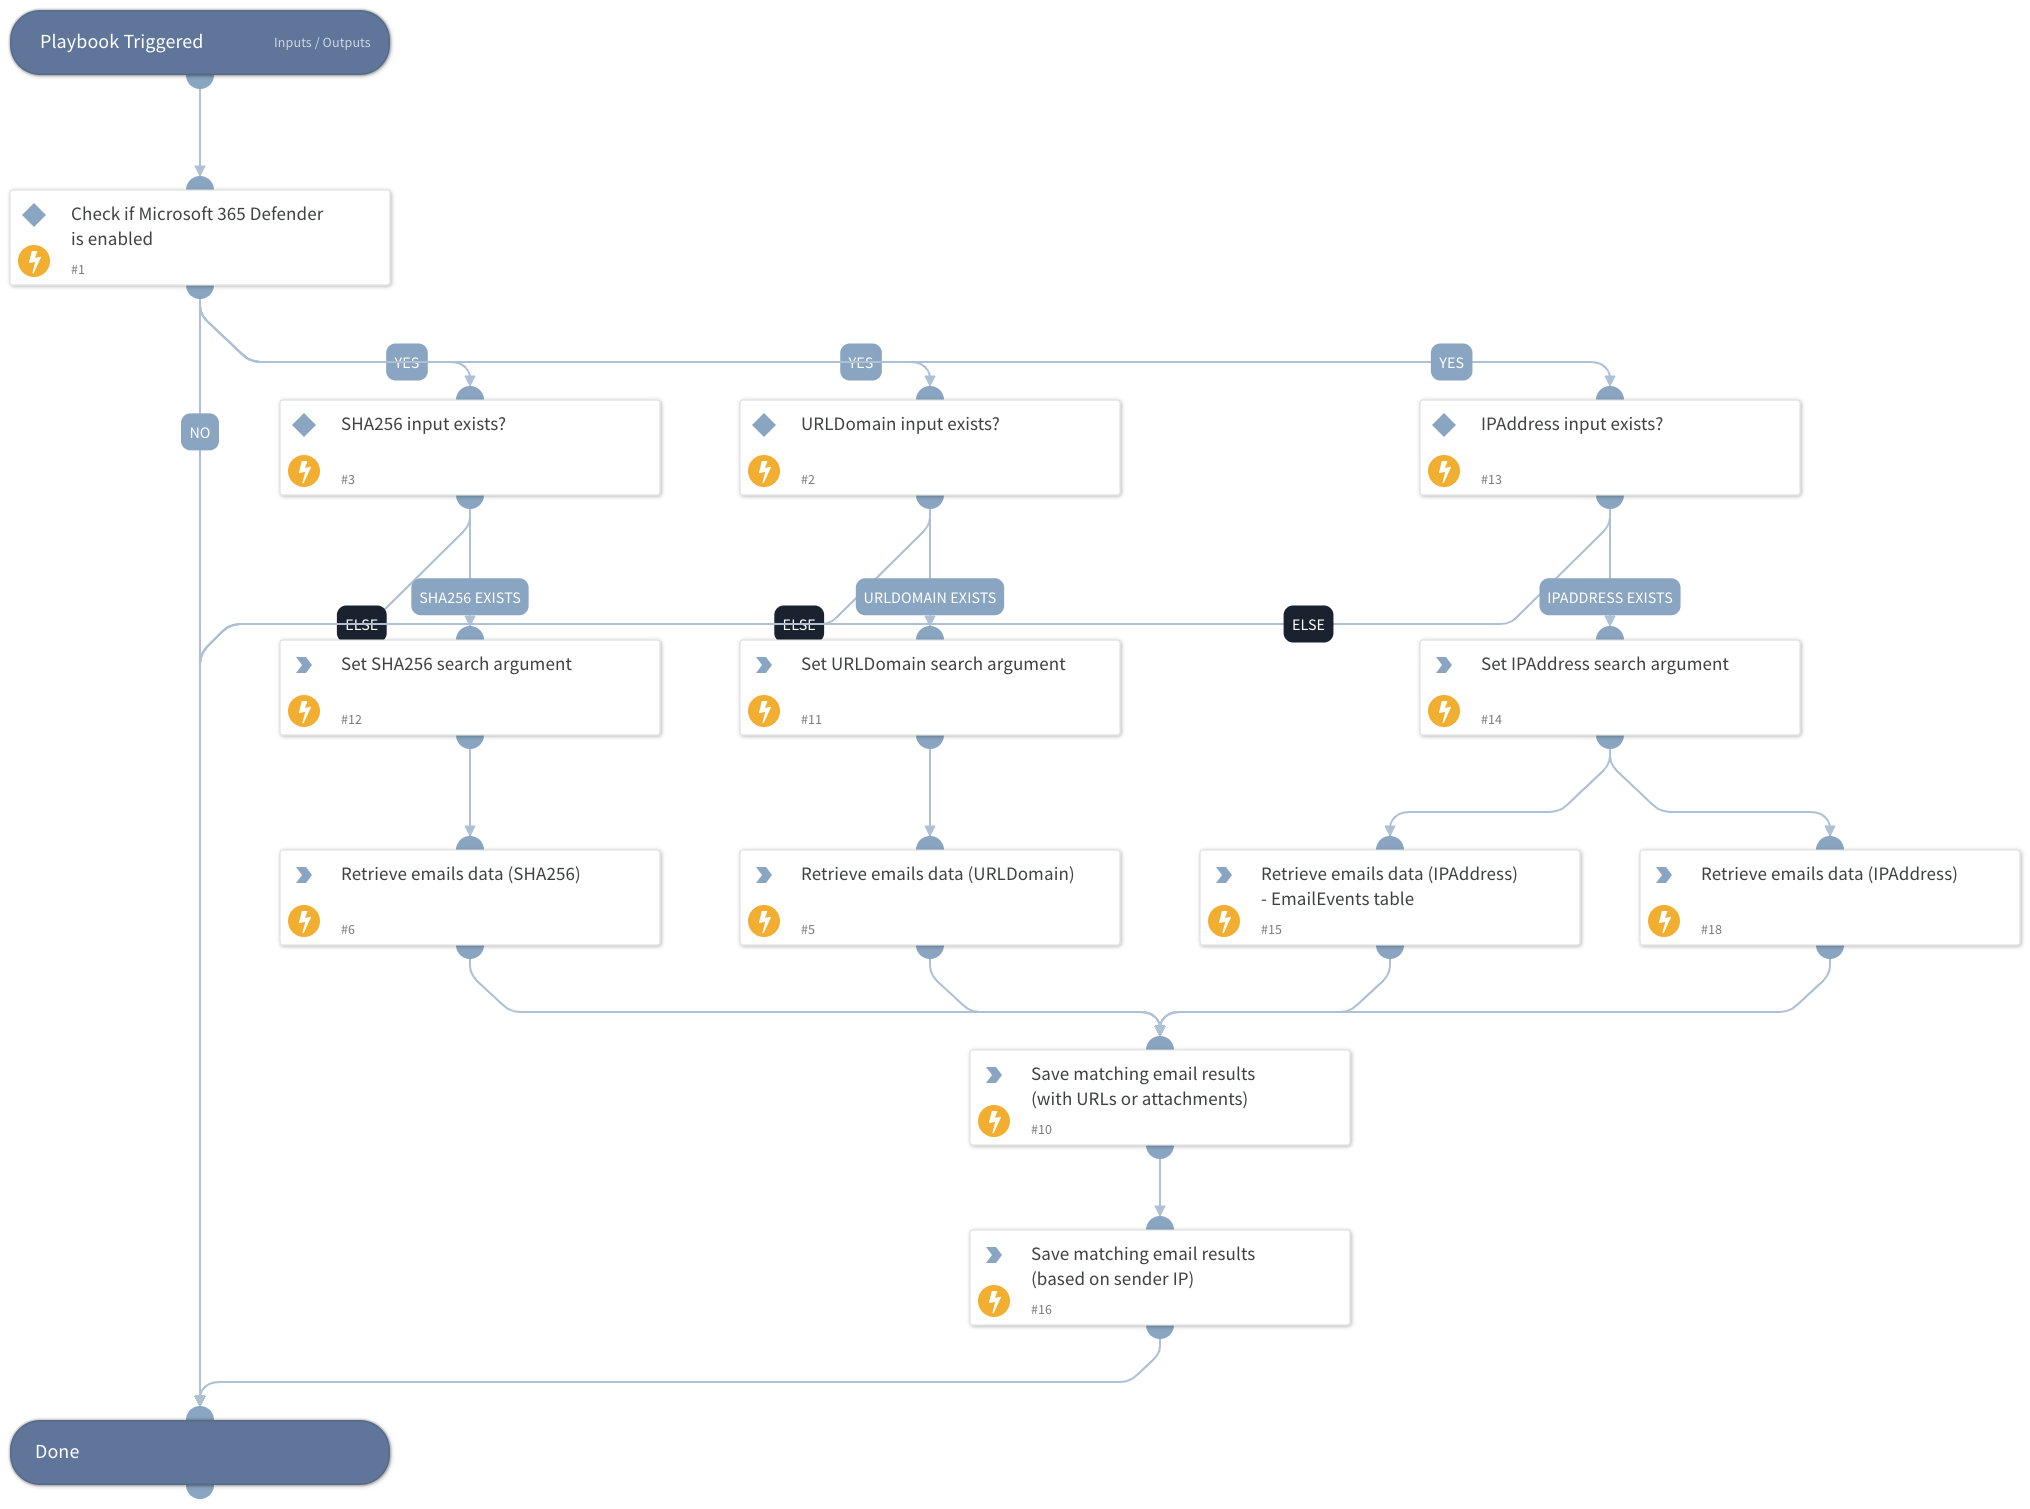 Playbook Triggered
Inputs / Outputs
Check if Microsoft 365 Defender
is enabled
#1
YES
YES
YES
NO
SHA256 input exists?
#3
URLDomain input exists?
#2
IPAddress input exists?
#13
SHA256 EXISTS
URLDOMAIN EXISTS
IPADDRESS EXISTS
ELSE
ELSE
ELSE
Set SHA256 search argument
#12
Set URLDomain search argument
#11
Set IPAddress search argument
#14
Retrieve emails data (SHA256)
#6
Retrieve emails data (URLDomain)
#5
Retrieve emails data (IPAddress)
- EmailEvents table
#15
Retrieve emails data (IPAddress)
#18
Save matching email results
(with URLs or attachments)
#10
Save matching email results
(based on sender IP)
#16
Done